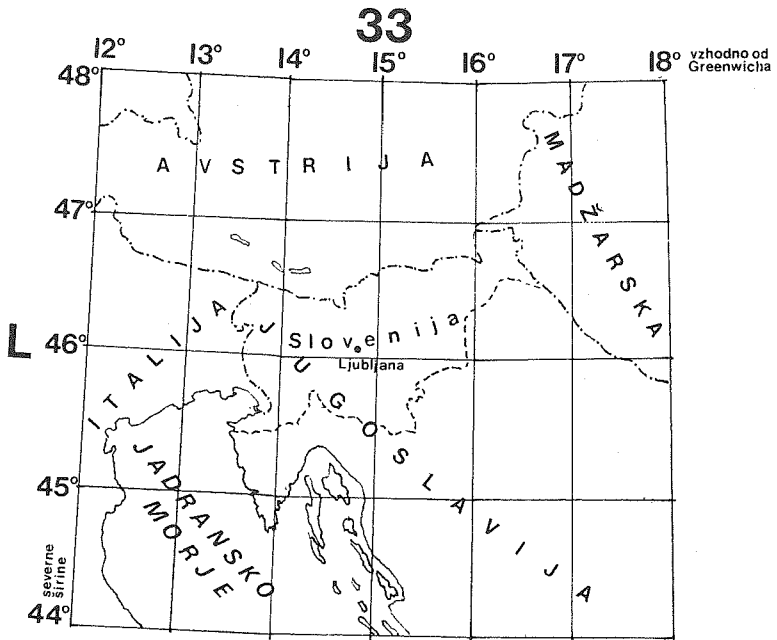 33
12° 13° 14° 15° 16° 17° 18° vzhodno od Greenwicha
48°
AVSTRIJA
MADŽARSKA
47°
ITALIJA
JUGOSLAVIJA
Slovenija
L 46°
Ljubljana
45°
JADRANSKO MORJE
severne širine
44°